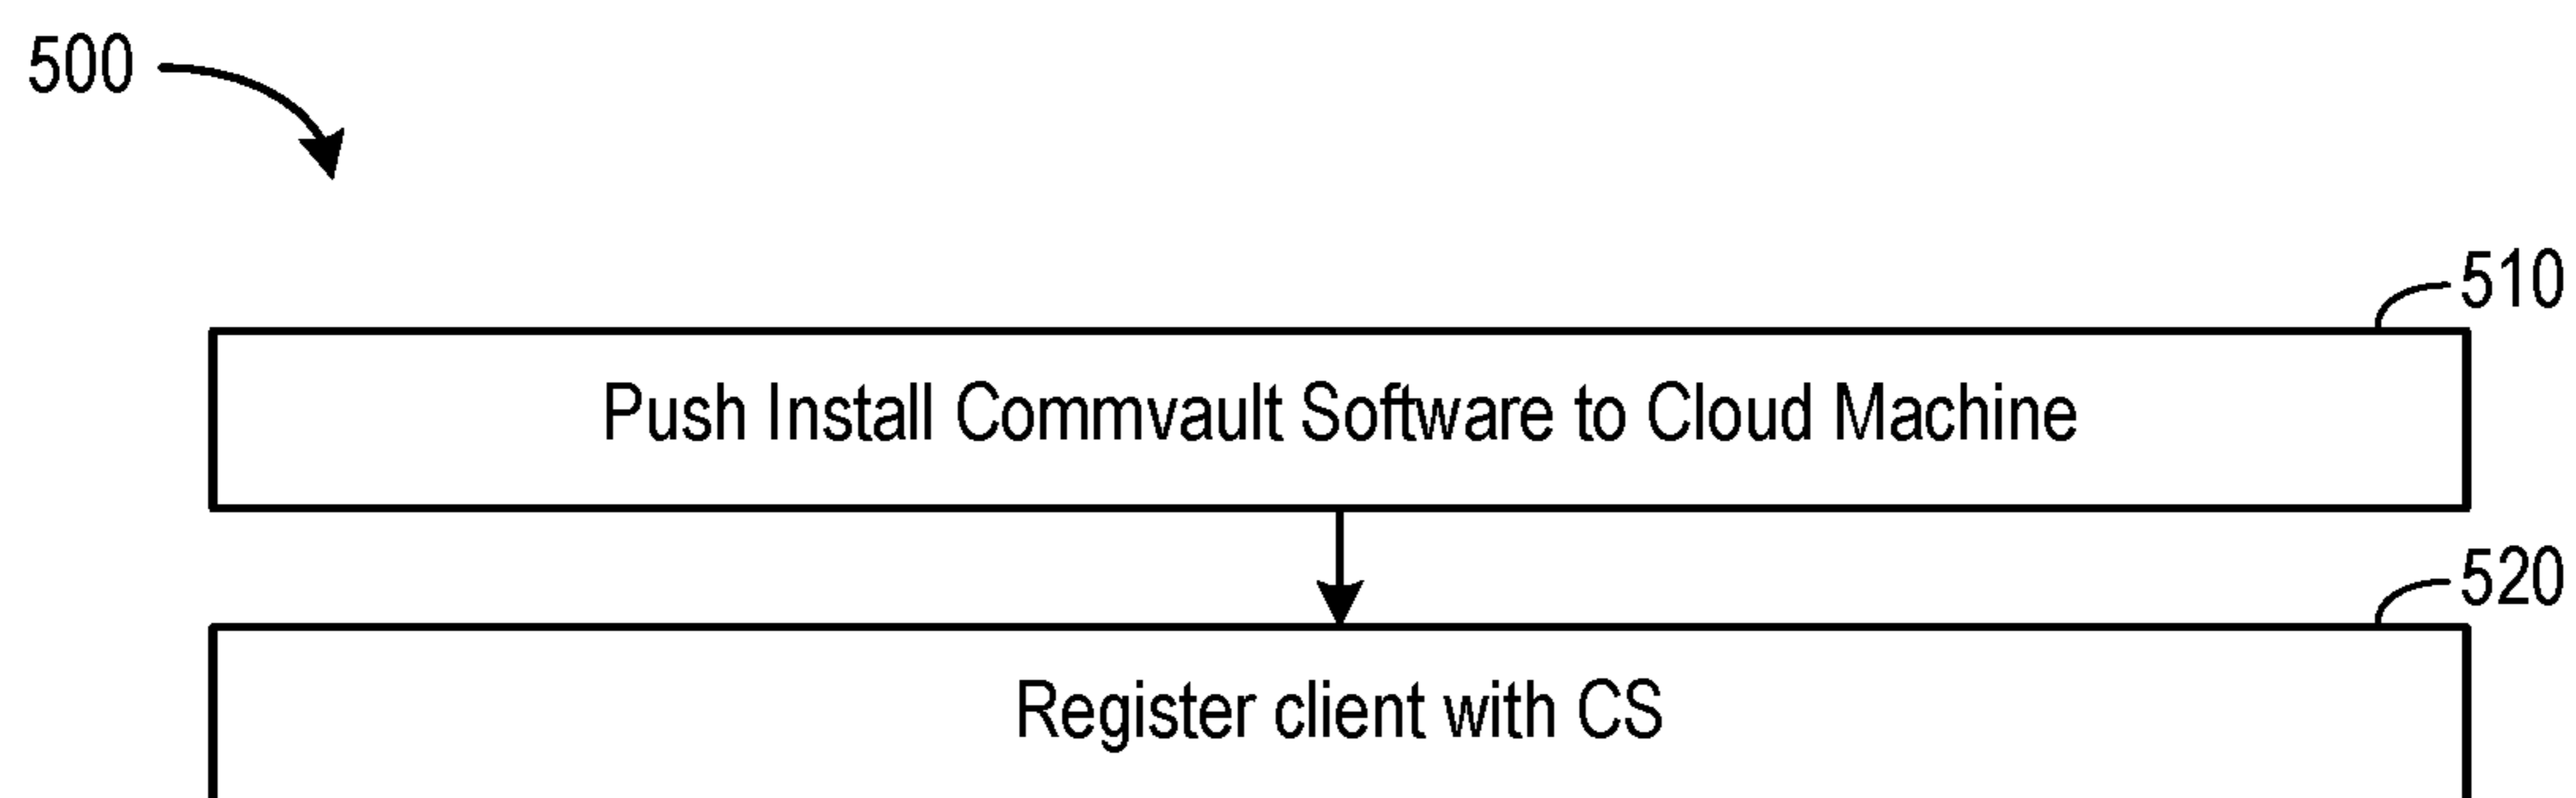 500
510
Push Install Commvault Software to Cloud Machine
520
Register client with CS